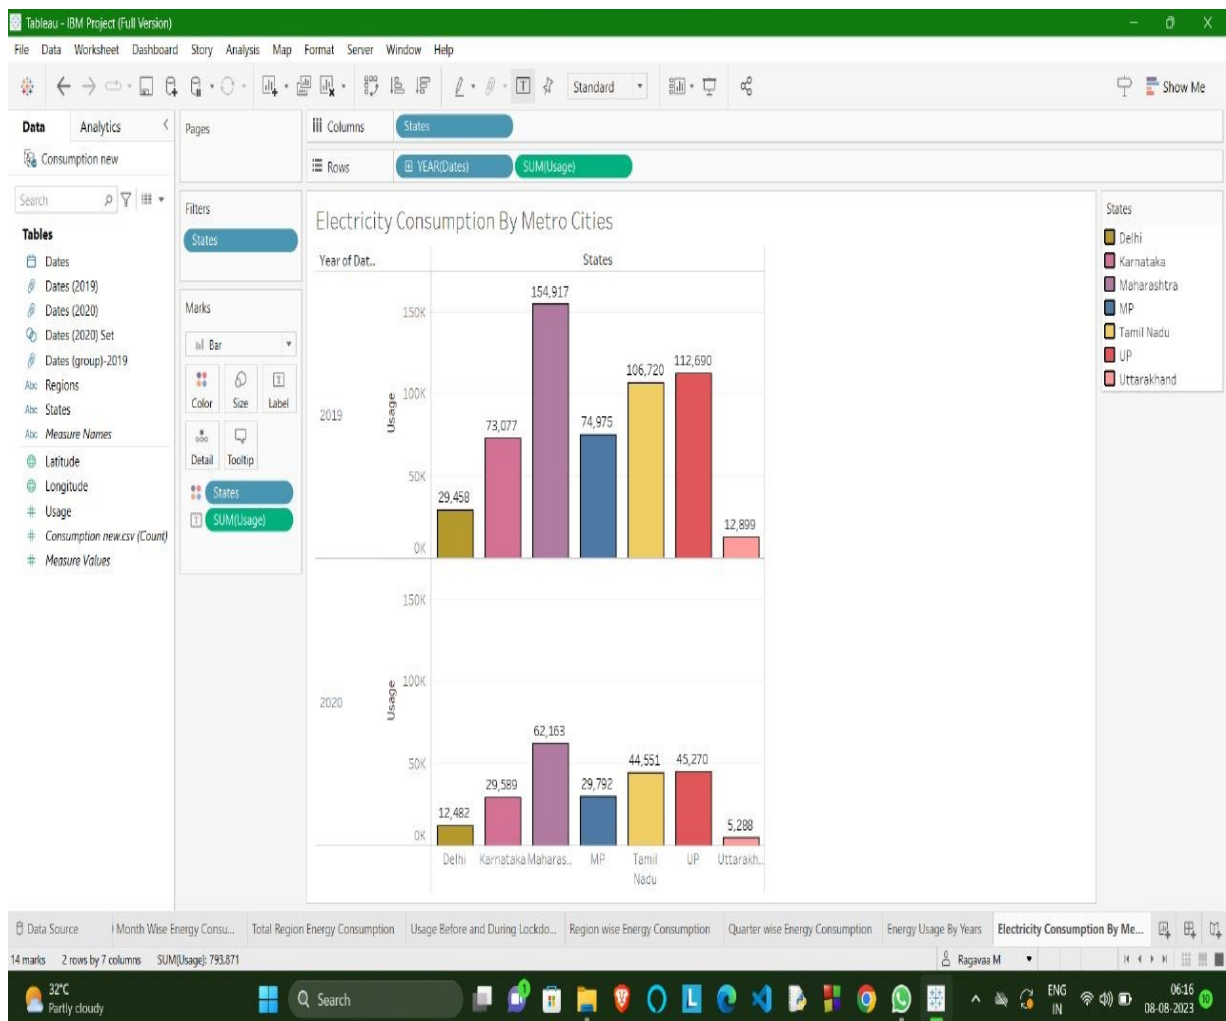 Tableau - IBM Project (Full Version)
File Data Worksheet Dashboard Story Analysis Map Format Server Window Help
Standard
Show Me
Data Analytics
Consumption new
Search
Tables
Dates
Dates (2019)
Dates (2020)
Dates (2020) Set
Dates (group)-2019
Abc Regions
Abc States
Abc Measure Names
Latitude
Longitude
# Usage
# Consumption new.csv (Count)
# Measure Values
Pages
Filters
States
Marks
Bar
Color Size Label
Detail Tooltip
States
SUM(Usage)
Columns States
Rows YEAR(Dates) SUM(Usage)
Electricity Consumption By Metro Cities
Year of Dat.. States
2019
Usage
150K
100K
50K
0K
29,458
73,077
154,917
74,975
106,720
112,690
12,899
2020
Usage
150K
100K
50K
0K
12,482
29,589
62,163
29,792
44,551
45,270
5,288
Delhi Karnataka Maharas.. MP Tamil Nadu UP Uttarakh..
States
Delhi
Karnataka
Maharashtra
MP
Tamil Nadu
UP
Uttarakhand
Data Source Month Wise Energy Consu... Total Region Energy Consumption Usage Before and During Lockdo... Region wise Energy Consumption Quarter wise Energy Consumption Energy Usage By Years Electricity Consumption By Me...
14 marks 2 rows by 7 columns SUM(Usage): 793,871 Ragavaa M
32°C
Partly cloudy
Search
1
L
ENG
IN
06:16
08-08-2023
10